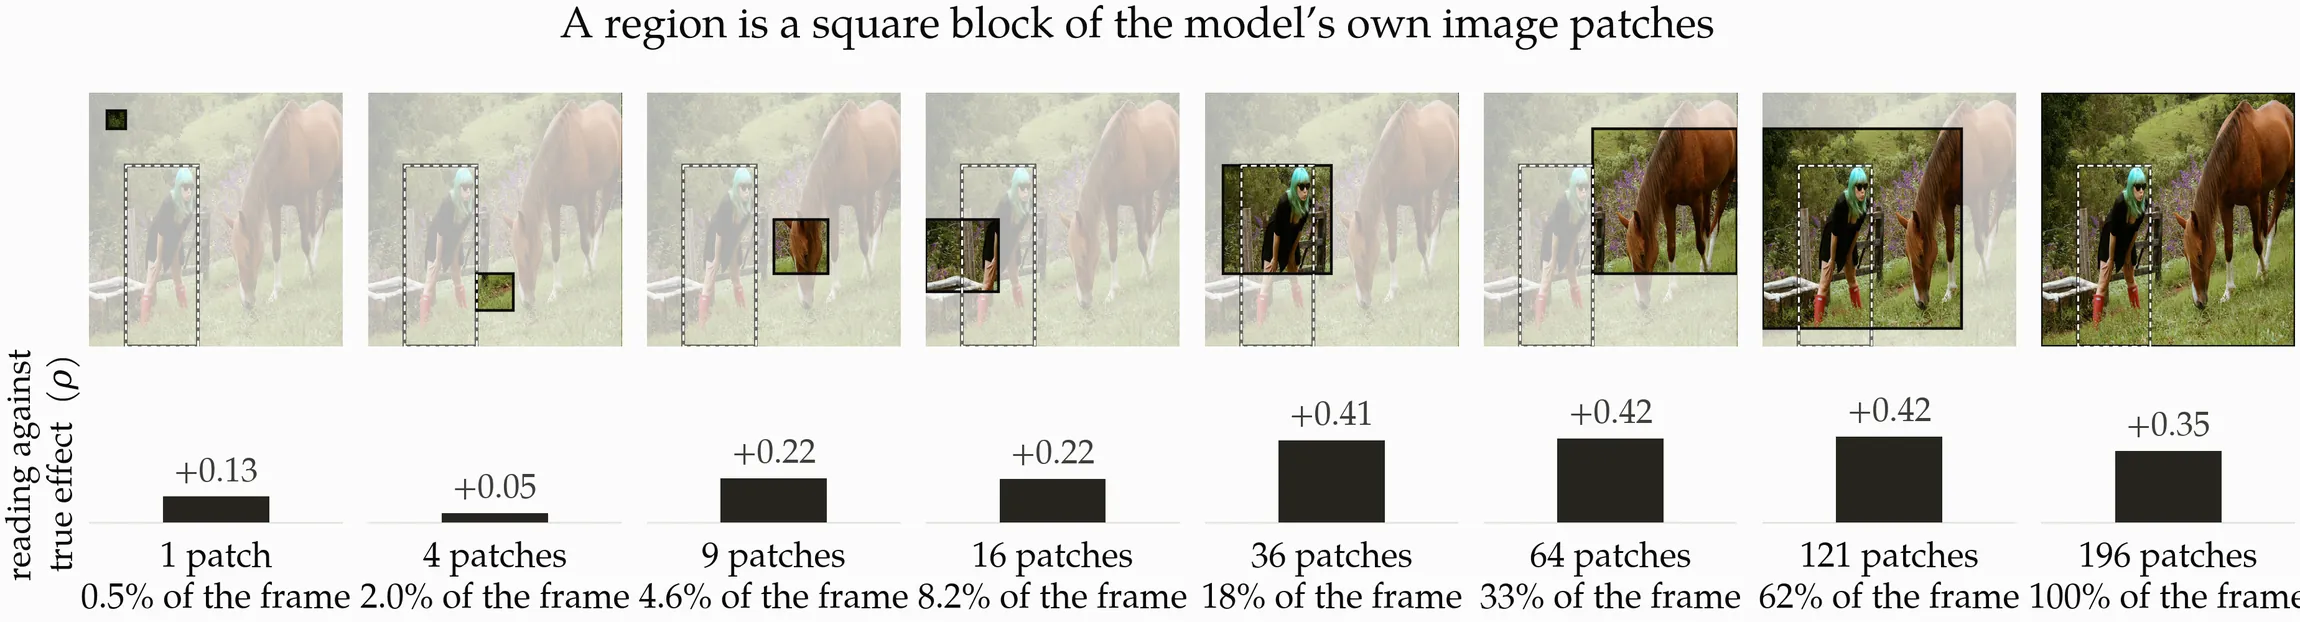 A region is a square block of the model's own image patches
reading against
true effect (ρ)
+0.13
+0.05
+0.22
+0.22
+0.41
+0.42
+0.42
+0.35
1 patch
0.5% of the frame
4 patches
2.0% of the frame
9 patches
4.6% of the frame
16 patches
8.2% of the frame
36 patches
18% of the frame
64 patches
33% of the frame
121 patches
62% of the frame
196 patches
100% of the frame